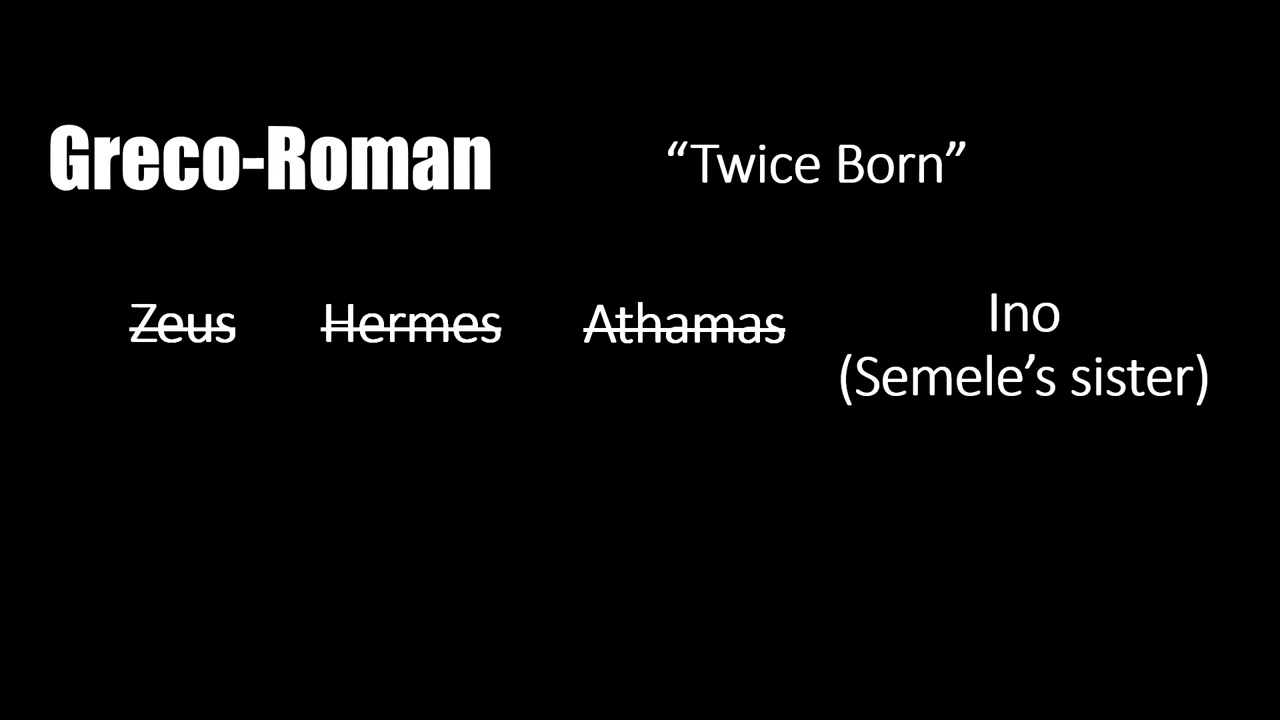 Greco-Roman
“Twice Born”
Zeus Hermes Athamas
Ino
(Semele’s sister)